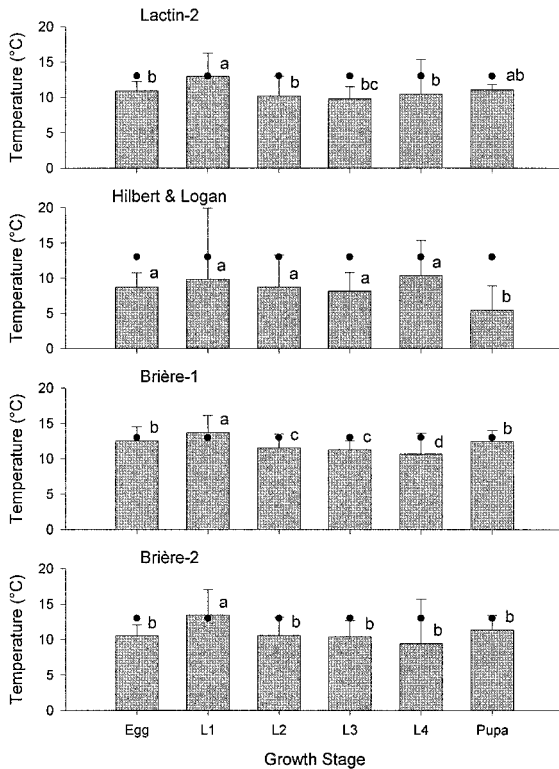 Lactin-2
20
15
10
5
0
Temperature (°C)
b
a
b
bc
b
ab
Hilbert & Logan
20
15
10
5
0
Temperature (°C)
a
a
a
a
a
b
Brière-1
20
15
10
5
0
Temperature (°C)
b
a
c
c
d
b
Brière-2
20
15
10
5
0
Temperature (°C)
b
a
b
b
b
b
Egg L1 L2 L3 L4 Pupa
Growth Stage